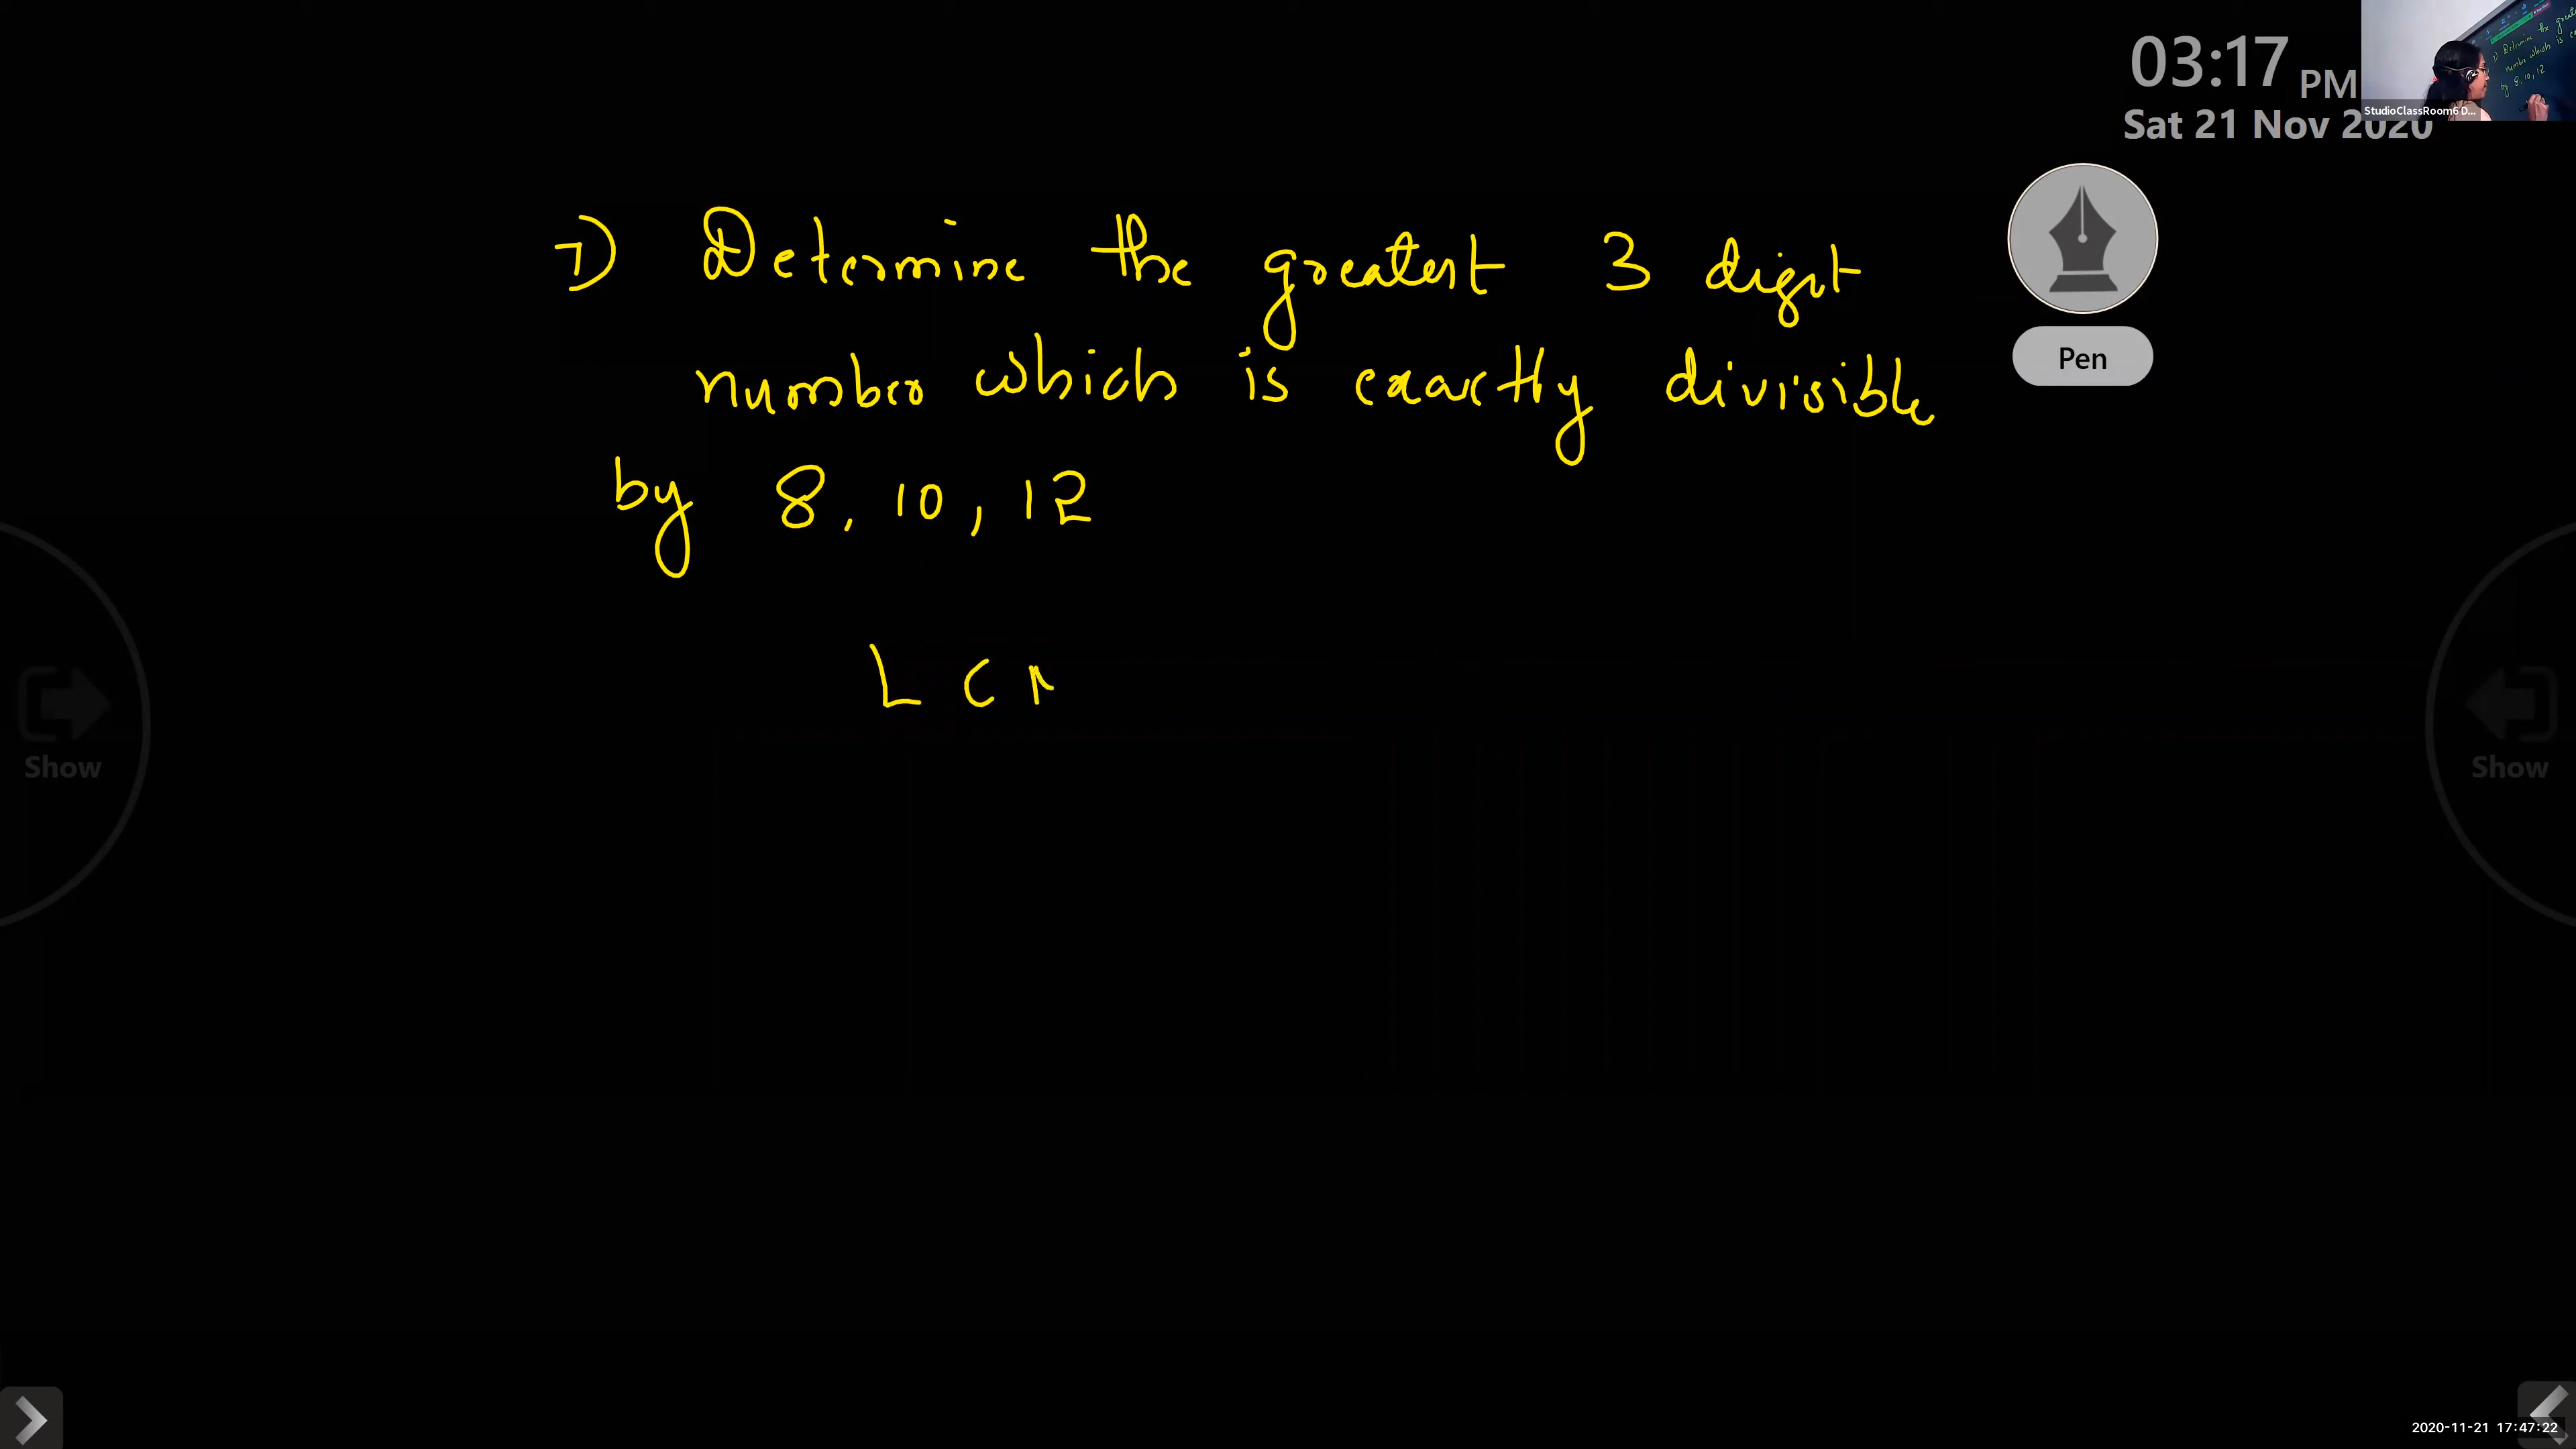 03:17 PM
Sat 21 Nov 2020
StudioClassRoom6 D...
Pen
7) Determine the greatest 3 digit
number which is exactly divisible
by 8, 10, 12
L C M
Show
Show
2020-11-21 17:47:22